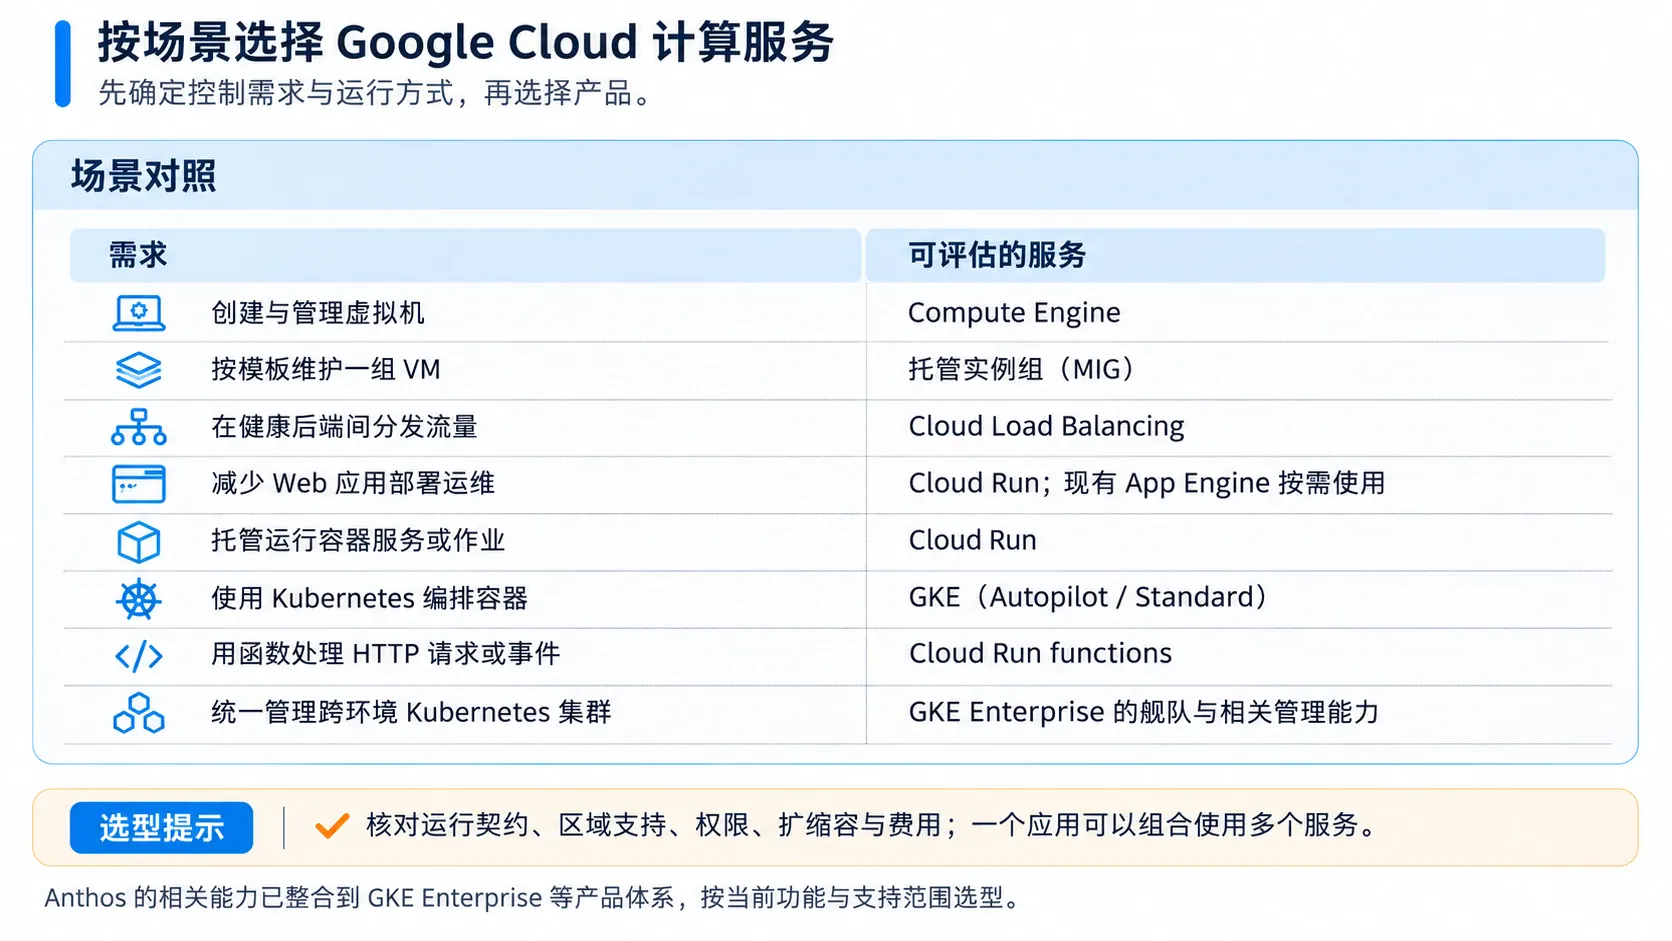 按场景选择 Google Cloud 计算服务
先确定控制需求与运行方式，再选择产品。
场景对照
需求 可评估的服务
创建与管理虚拟机 Compute Engine
按模板维护一组 VM 托管实例组（MIG）
在健康后端间分发流量 Cloud Load Balancing
减少 Web 应用部署运维 Cloud Run；现有 App Engine 按需使用
托管运行容器服务或作业 Cloud Run
使用 Kubernetes 编排容器 GKE（Autopilot / Standard）
用函数处理 HTTP 请求或事件 Cloud Run functions
统一管理跨环境 Kubernetes 集群 GKE Enterprise 的舰队与相关管理能力
选型提示 核对运行契约、区域支持、权限、扩缩容与费用；一个应用可以组合使用多个服务。
Anthos 的相关能力已整合到 GKE Enterprise 等产品体系，按当前功能与支持范围选型。